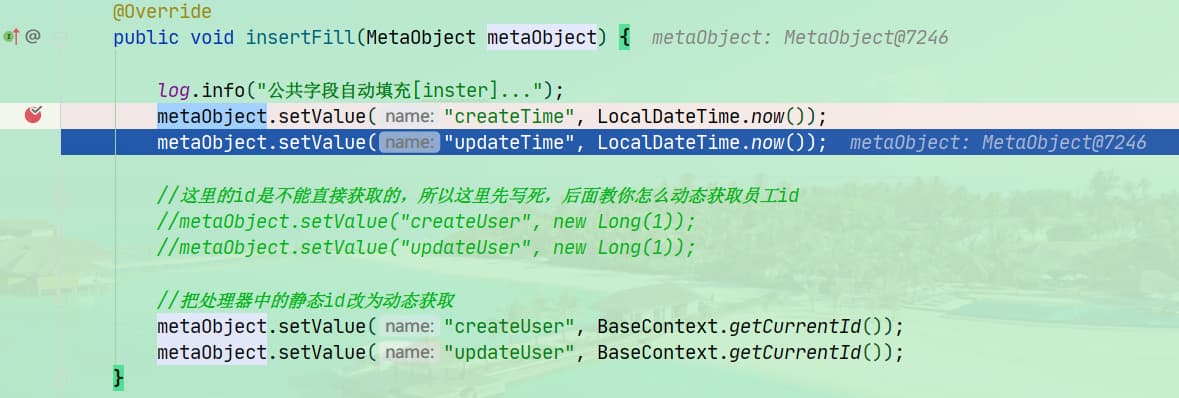 @Override
public void insertFill(MetaObject metaObject) { metaObject: MetaObject@7246
log.info("公共字段自动填充[inster]...");
metaObject.setValue( name: "createTime", LocalDateTime.now());
metaObject.setValue( name: "updateTime", LocalDateTime.now()); metaObject: MetaObject@7246
//这里的id是不能直接获取的，所以这里先写死，后面教你怎么动态获取员工id
//metaObject.setValue("createUser", new Long(1));
//metaObject.setValue("updateUser", new Long(1));
//把处理器中的静态id改为动态获取
metaObject.setValue( name: "createUser", BaseContext.getCurrentId());
metaObject.setValue( name: "updateUser", BaseContext.getCurrentId());
}